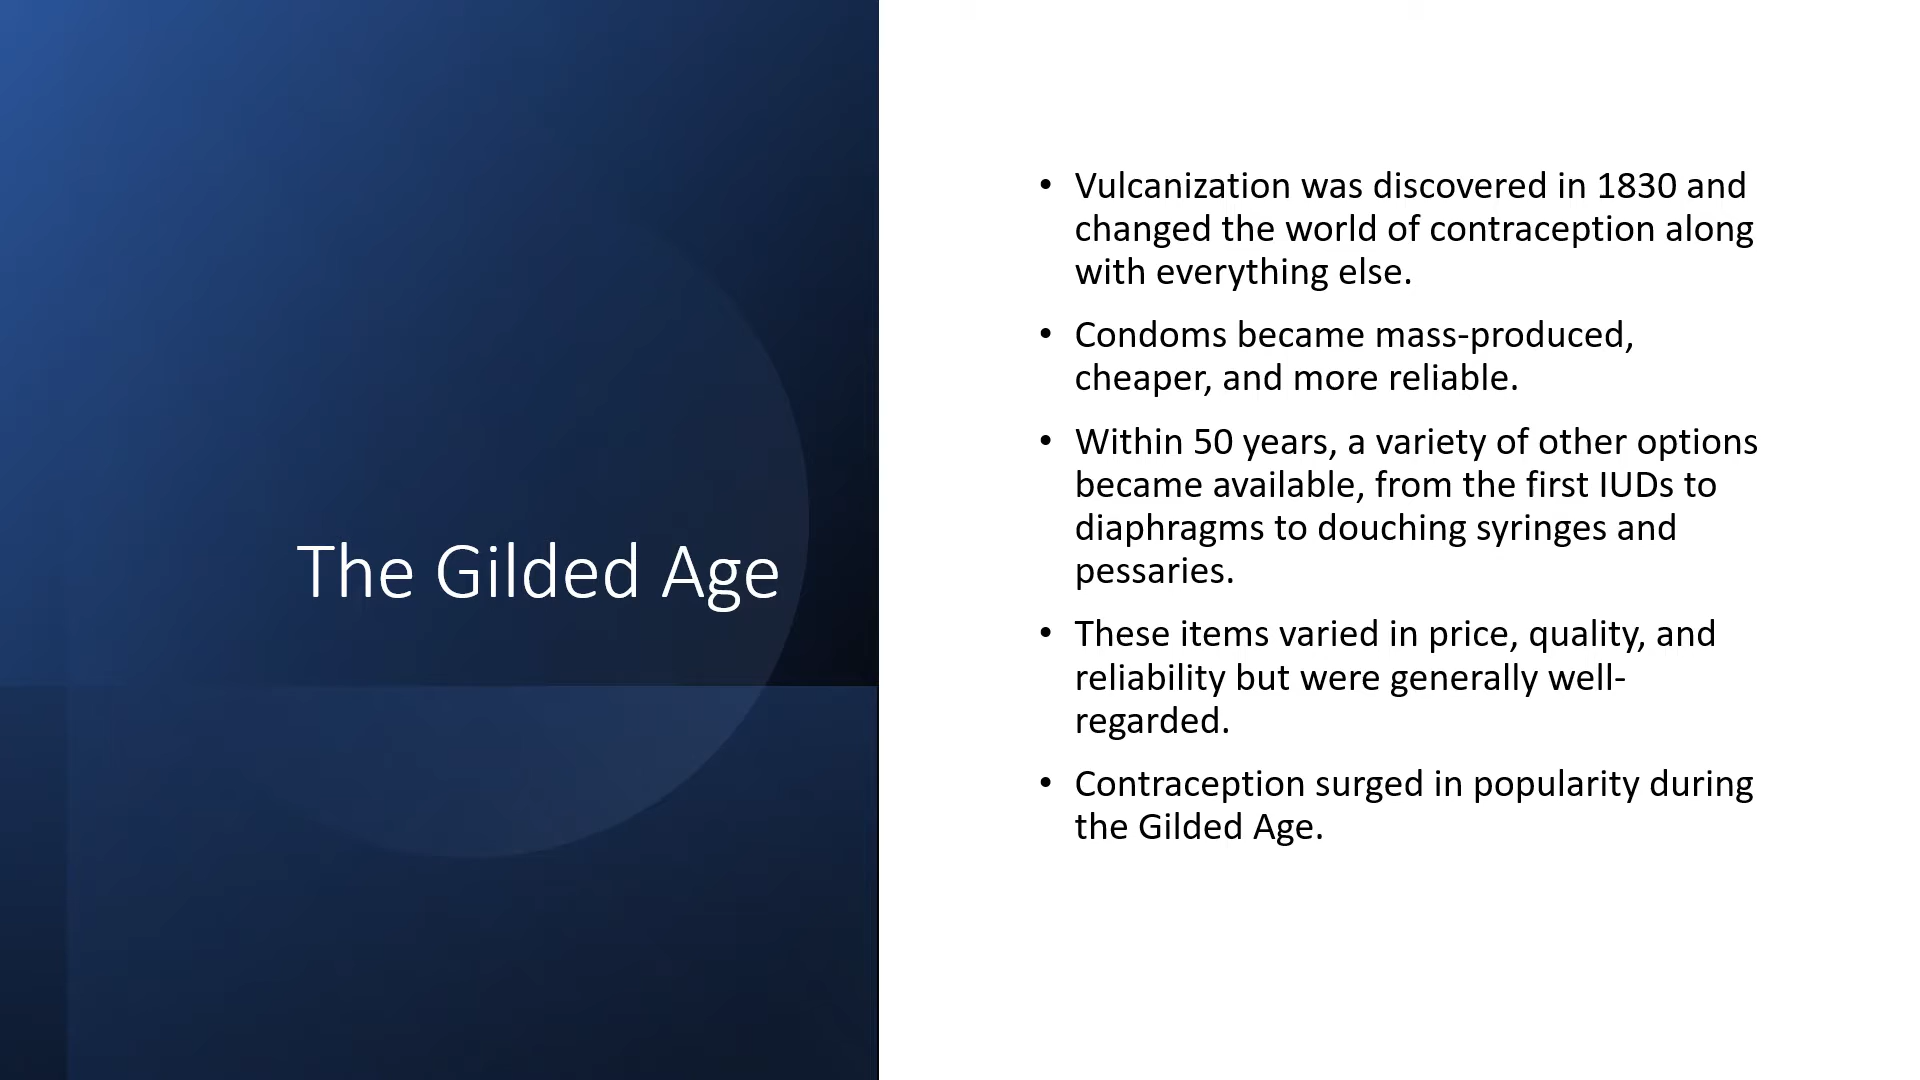 The Gilded Age
• Vulcanization was discovered in 1830 and
changed the world of contraception along
with everything else.
• Condoms became mass-produced,
cheaper, and more reliable.
• Within 50 years, a variety of other options
became available, from the first IUDs to
diaphragms to douching syringes and
pessaries.
• These items varied in price, quality, and
reliability but were generally well-
regarded.
• Contraception surged in popularity during
the Gilded Age.